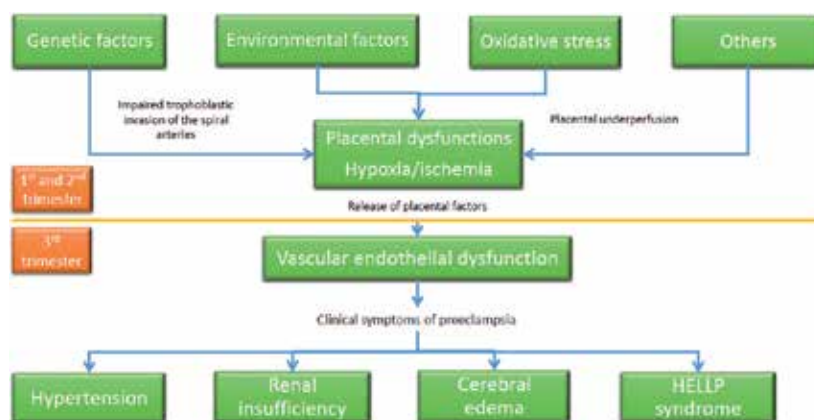 Genetic factors
Environmental factors
Oxidative stress
Others
Impaired trophoblastic
invasion of the spiral
arteries
Placental underperfusion
Placental dysfunctions
Hypoxia/ischemia
1st and 2nd
trimester
Release of placental factors
3rd
trimester
Vascular endothelial dysfunction
Clinical symptoms of preeclampsia
Hypertension
Renal
insufficiency
Cerebral
edema
HELLP
syndrome